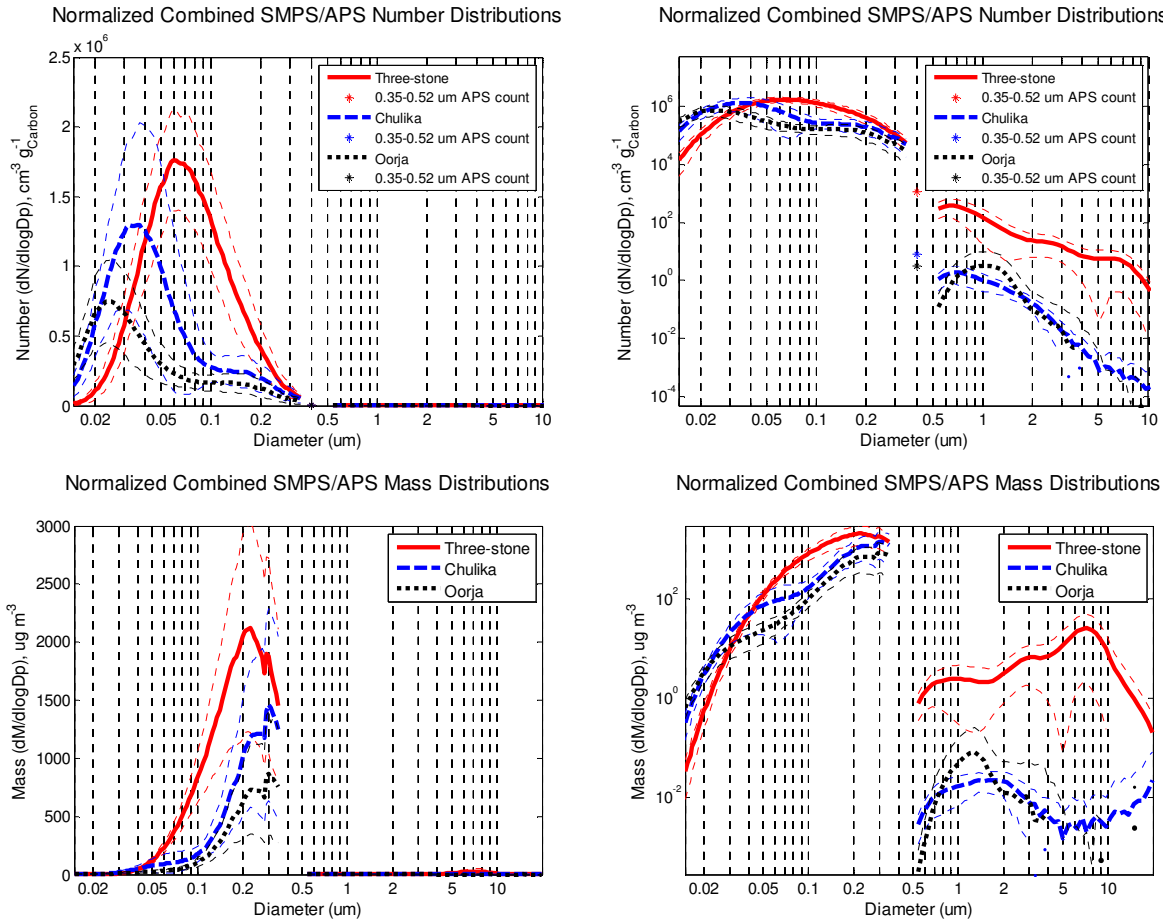 Normalized Combined SMPS/APS Number Distributions
x 10^6
2.5
2
1.5
1
0.5
0
Number (dN/dlogDp), cm^3 g^-1_Carbon
Three-stone
0.35-0.52 um APS count
Chulika
0.35-0.52 um APS count
Oorja
0.35-0.52 um APS count
0.02 0.05 0.1 0.2 0.5 1 2 5 10
Diameter (um)
Normalized Combined SMPS/APS Number Distributions
10^6
10^4
10^2
10^0
10^-2
10^-4
Number (dN/dlogDp), cm^3 g^-1_Carbon
Three-stone
0.35-0.52 um APS count
Chulika
0.35-0.52 um APS count
Oorja
0.35-0.52 um APS count
0.02 0.05 0.1 0.2 0.5 1 2 5 10
Diameter (um)
Normalized Combined SMPS/APS Mass Distributions
3000
2500
2000
1500
1000
500
0
Mass (dM/dlogDp), ug m^-3
Three-stone
Chulika
Oorja
0.02 0.05 0.1 0.2 0.5 1 2 5 10
Diameter (um)
Normalized Combined SMPS/APS Mass Distributions
10^2
10^0
10^-2
Mass (dM/dlogDp), ug m^-3
Three-stone
Chulika
Oorja
0.02 0.05 0.1 0.2 0.5 1 2 5 10
Diameter (um)